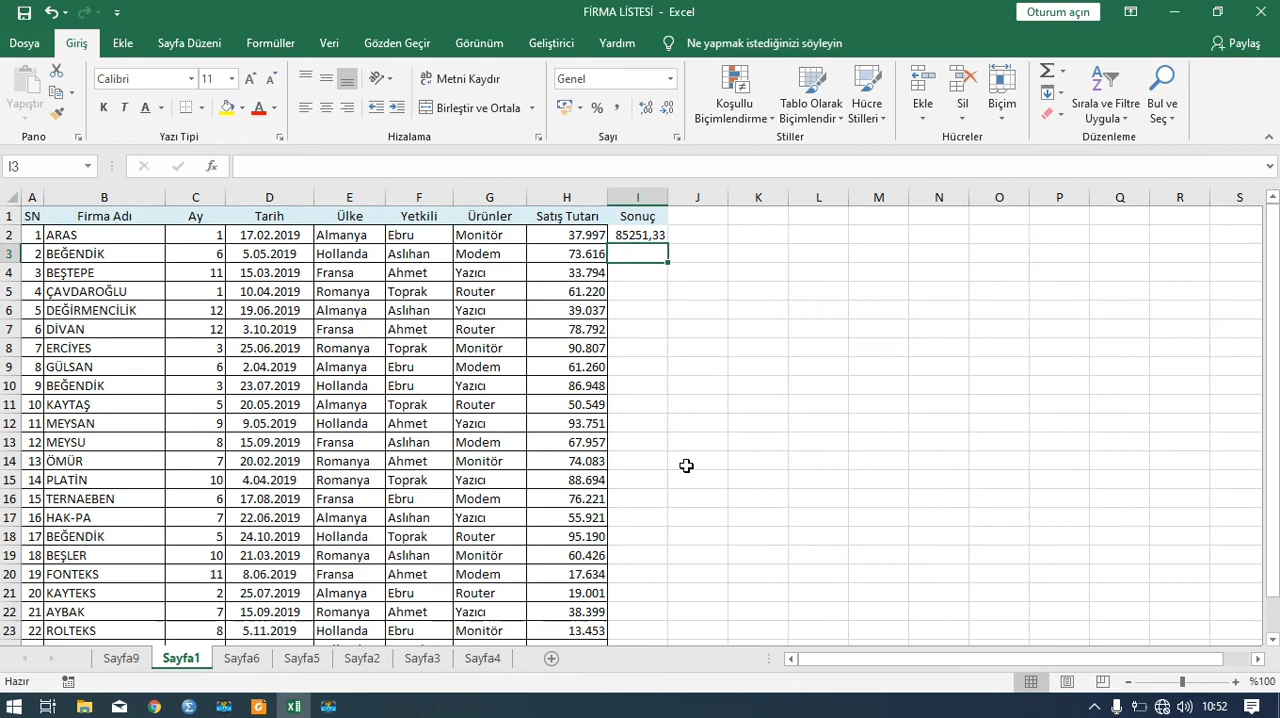 FİRMA LİSTESİ - Excel
Oturum açın
Dosya Giriş Ekle Sayfa Düzeni Formüller Veri Gözden Geçir Görünüm Geliştirici Yardım Ne yapmak istediğinizi söyleyin Paylaş
Yapıştır
Calibri 11
K T A
A
Metni Kaydır
Birleştir ve Ortala
Genel
Koşullu Biçimlendirme
Tablo Olarak Biçimlendir
Hücre Stilleri
Ekle
Sil
Biçim
Sırala ve Filtre Uygula
Bul ve Seç
Pano Yazı Tipi Hizalama Sayı Stiller Hücreler Düzenleme
I3 fx
A B C D E F G H I J K L M N O P Q R S
1 SN Firma Adı Ay Tarih Ülke Yetkili Ürünler Satış Tutarı Sonuç
2 1 ARAS 1 17.02.2019 Almanya Ebru Monitör 37.997 85251,33
3 2 BEĞENDİK 6 5.05.2019 Hollanda Aslıhan Modem 73.616
4 3 BEŞTEPE 11 15.03.2019 Fransa Ahmet Yazıcı 33.794
5 4 ÇAVDAROĞLU 1 10.04.2019 Romanya Toprak Router 61.220
6 5 DEĞİRMENCİLİK 12 19.06.2019 Almanya Aslıhan Modem 39.037
7 6 DİVAN 12 3.10.2019 Fransa Ahmet Router 78.792
8 7 ERCİYES 3 25.06.2019 Romanya Toprak Monitör 90.807
9 8 GÜLSAN 6 2.04.2019 Almanya Ebru Modem 61.260
10 9 BEĞENDİK 3 23.07.2019 Hollanda Ebru Yazıcı 86.948
11 10 KAYTAŞ 5 20.05.2019 Almanya Toprak Router 50.549
12 11 MEYSAN 9 9.05.2019 Hollanda Ahmet Yazıcı 93.751
13 12 MEYSU 8 15.09.2019 Fransa Aslıhan Modem 67.957
14 13 ÖMÜR 7 20.02.2019 Romanya Ahmet Monitör 74.083
15 14 PLATİN 10 4.04.2019 Romanya Toprak Yazıcı 88.694
16 15 TERNAEBEN 6 17.08.2019 Fransa Ebru Modem 76.221
17 16 HAK-PA 7 22.06.2019 Almanya Aslıhan Yazıcı 55.921
18 17 BEĞENDİK 5 24.10.2019 Hollanda Toprak Router 95.190
19 18 BEŞLER 10 21.03.2019 Romanya Aslıhan Monitör 60.426
20 19 FONTEKS 11 8.06.2019 Fransa Ahmet Modem 17.634
21 20 KAYTEKS 2 25.07.2019 Almanya Ebru Router 19.001
22 21 AYBAK 7 15.09.2019 Romanya Ahmet Yazıcı 38.399
23 22 ROLTEKS 8 5.11.2019 Hollanda Ebru Monitör 13.453
Sayfa9 Sayfa1 Sayfa6 Sayfa5 Sayfa2 Sayfa3 Sayfa4
Hazır %100
10:52